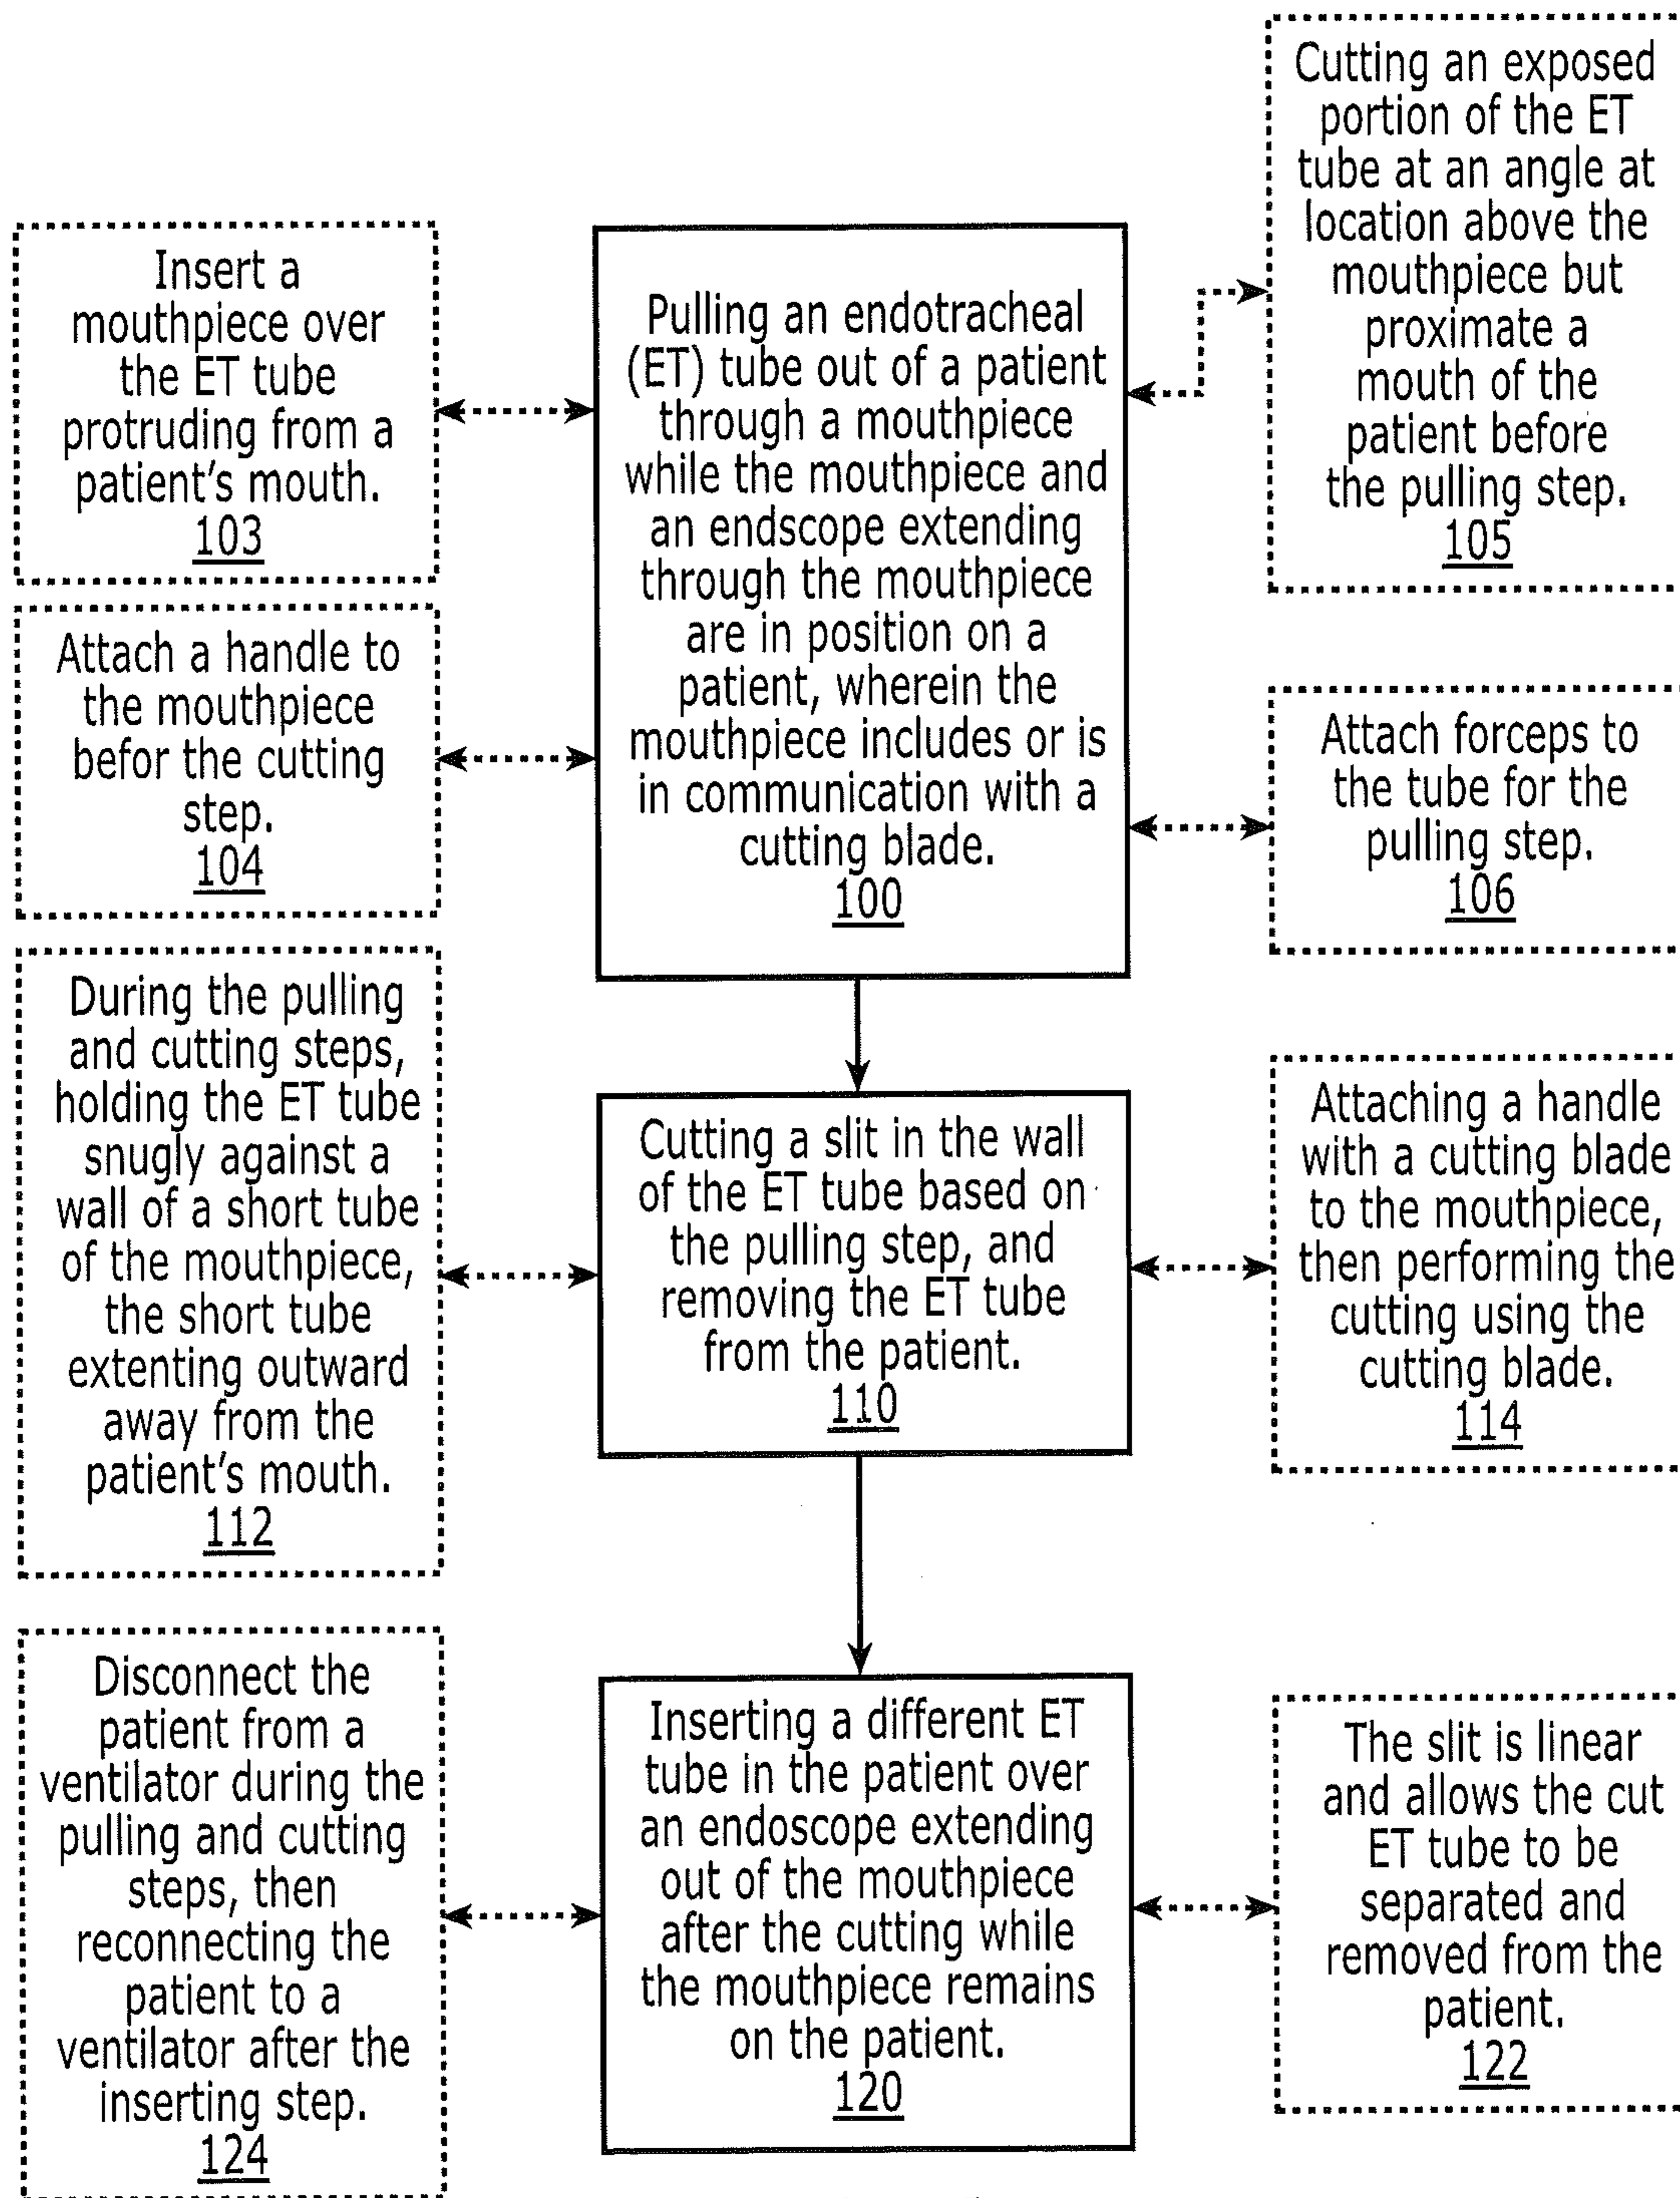 Insert a
mouthpiece over
the ET tube
protruding from a
patient's mouth.
103
Attach a handle to
the mouthpiece
befor the cutting
step.
104
During the pulling
and cutting steps,
holding the ET tube
snugly against a
wall of a short tube
of the mouthpiece,
the short tube
extenting outward
away from the
patient's mouth.
112
Disconnect the
patient from a
ventilator during the
pulling and cutting
steps, then
reconnecting the
patient to a
ventilator after the
inserting step.
124
Pulling an endotracheal
(ET) tube out of a patient
through a mouthpiece
while the mouthpiece and
an endscope extending
through the mouthpiece
are in position on a
patient, wherein the
mouthpiece includes or is
in communication with a
cutting blade.
100
Cutting a slit in the wall
of the ET tube based on
the pulling step, and
removing the ET tube
from the patient.
110
Inserting a different ET
tube in the patient over
an endoscope extending
out of the mouthpiece
after the cutting while
the mouthpiece remains
on the patient.
120
Cutting an exposed
portion of the ET
tube at an angle at
location above the
mouthpiece but
proximate a
mouth of the
patient before
the pulling step.
105
Attach forceps to
the tube for the
pulling step.
106
Attaching a handle
with a cutting blade
to the mouthpiece,
then performing the
cutting using the
cutting blade.
114
The slit is linear
and allows the cut
ET tube to be
separated and
removed from the
patient.
122